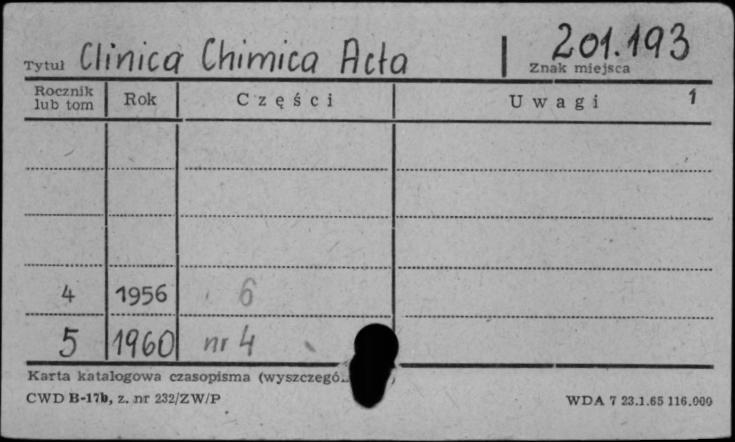 Tytuł Clinica Chimica Acta 201.193
Znak miejsca
Rocznik lub tom Rok Części Uwagi 1
4 1956 6
5 1960 nr 4
Karta katalogowa czasopisma
CWD B-17b, z. nr 232/ZW/P WDA 7 23.1.65 116.000